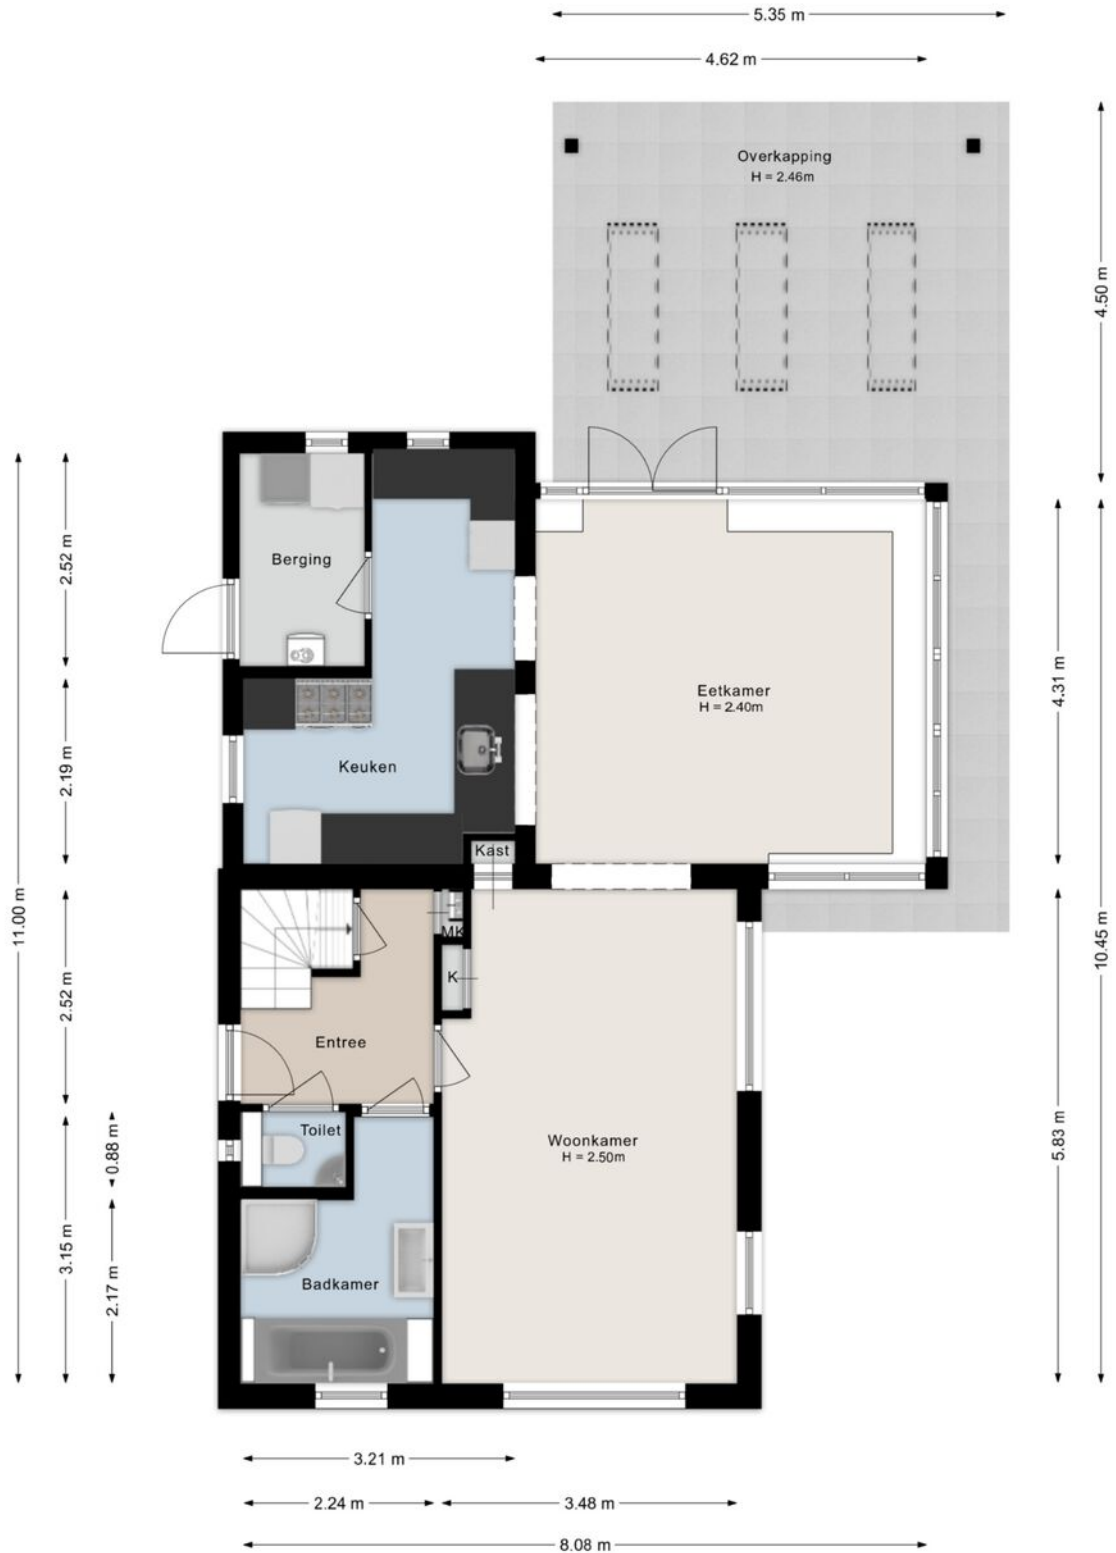 5.35 m
4.62 m
Overkapping
H = 2.46m
4.50 m
Berging
2.52 m
Eetkamer
H = 2.40m
4.31 m
Keuken
2.19 m
Kast
11.00 m
10.45 m
MK
K
2.52 m
Entree
Toilet
0.88 m
Woonkamer
H = 2.50m
5.83 m
3.15 m
Badkamer
2.17 m
3.21 m
2.24 m
3.48 m
8.08 m